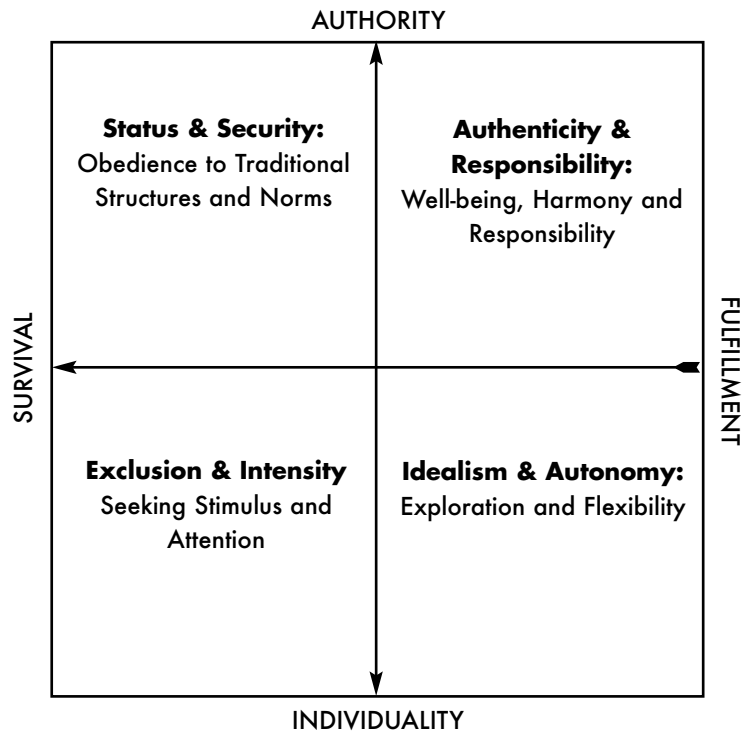 AUTHORITY
Status & Security:
Obedience to Traditional
Structures and Norms
Authenticity &
Responsibility:
Well-being, Harmony and
Responsibility
SURVIVAL
FULFILLMENT
Exclusion & Intensity
Seeking Stimulus and
Attention
Idealism & Autonomy:
Exploration and Flexibility
INDIVIDUALITY